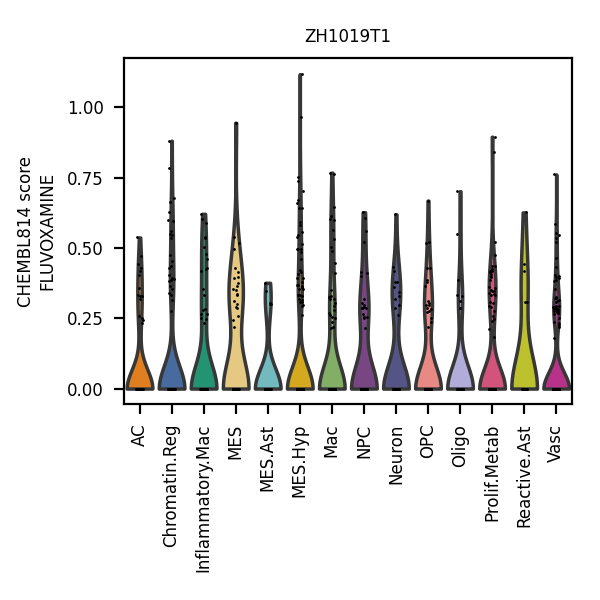 ZH1019T1
CHEMBL814 score
FLUVOXAMINE
1.00
0.75
0.50
0.25
0.00
AC
Chromatin.Reg
Inflammatory.Mac
MES
MES.Ast
MES.Hyp
Mac
NPC
Neuron
OPC
Oligo
Prolif.Metab
Reactive.Ast
Vasc